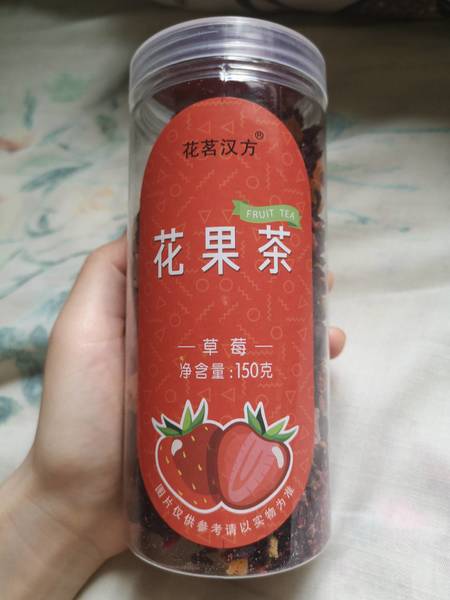 花茗汉方®
FRUIT TEA
花果茶
草莓
净含量:150克
图片仅供参考请以实物为准